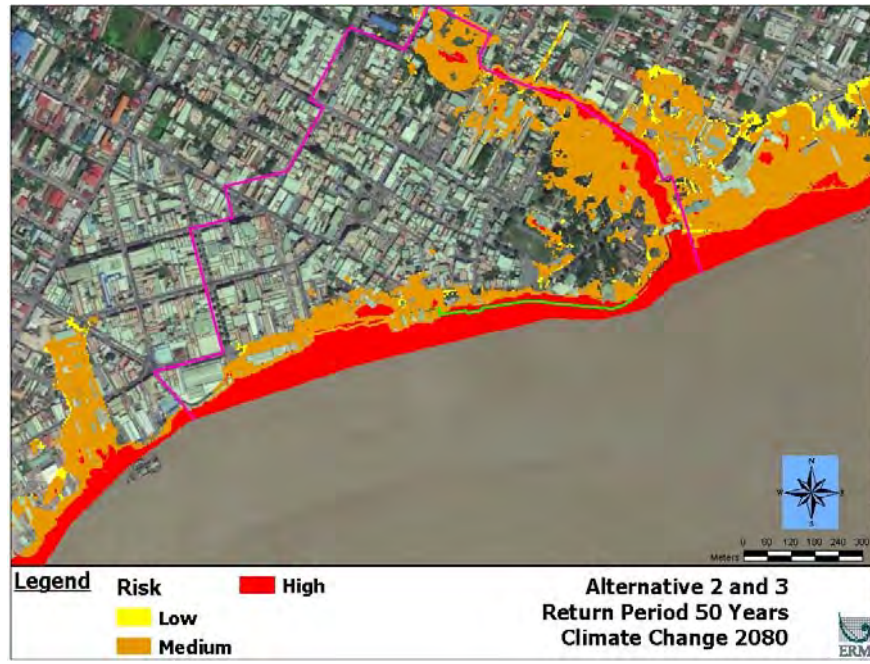 N
W E
S
0 60 120 180 240 300
Meters
Legend
Risk
High
Low
Medium
Alternative 2 and 3
Return Period 50 Years
Climate Change 2080
ERM